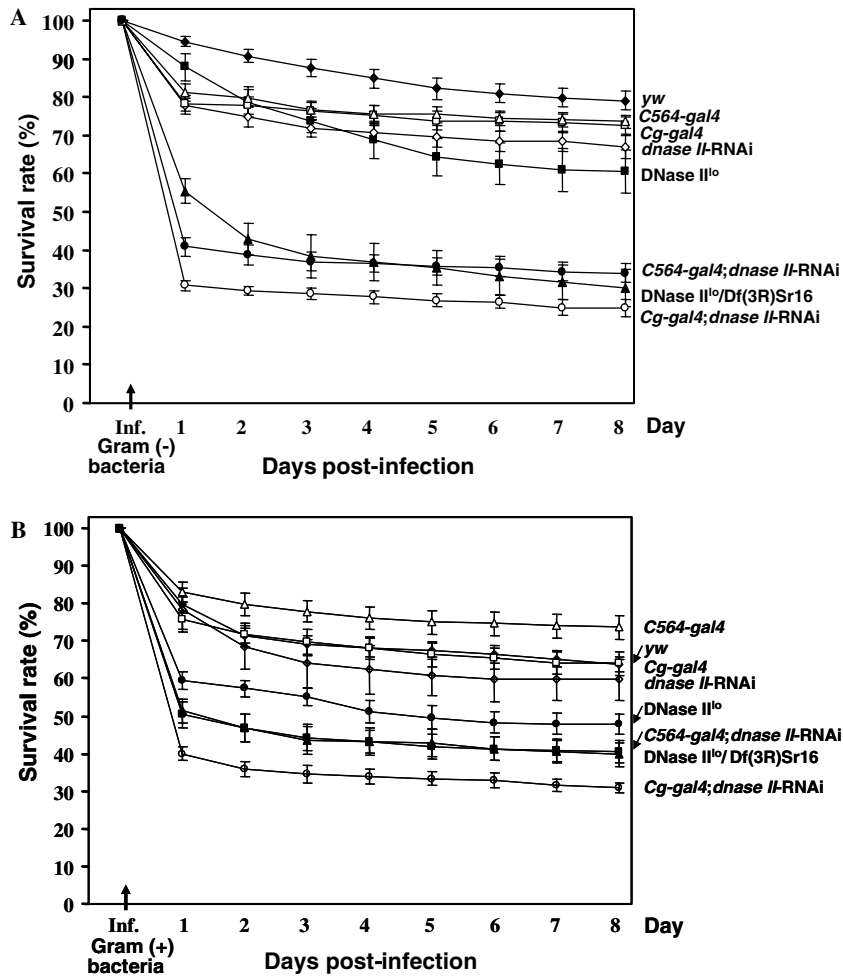 A
Survival rate (%)
100
90
80
70
60
50
40
30
20
10
0
yw
C564-gal4
Cg-gal4
dnase II-RNAi
DNase IIlo
C564-gal4;dnase II-RNAi
DNase IIlo/Df(3R)Sr16
Cg-gal4;dnase II-RNAi
Inf. 1 2 3 4 5 6 7 8 Day
Gram (-)
bacteria
Days post-infection
B
Survival rate (%)
100
90
80
70
60
50
40
30
20
10
0
C564-gal4
yw
Cg-gal4
dnase II-RNAi
DNase IIlo
C564-gal4;dnase II-RNAi
DNase IIlo/Df(3R)Sr16
Cg-gal4;dnase II-RNAi
Inf. 1 2 3 4 5 6 7 8 Day
Gram (+)
bacteria
Days post-infection